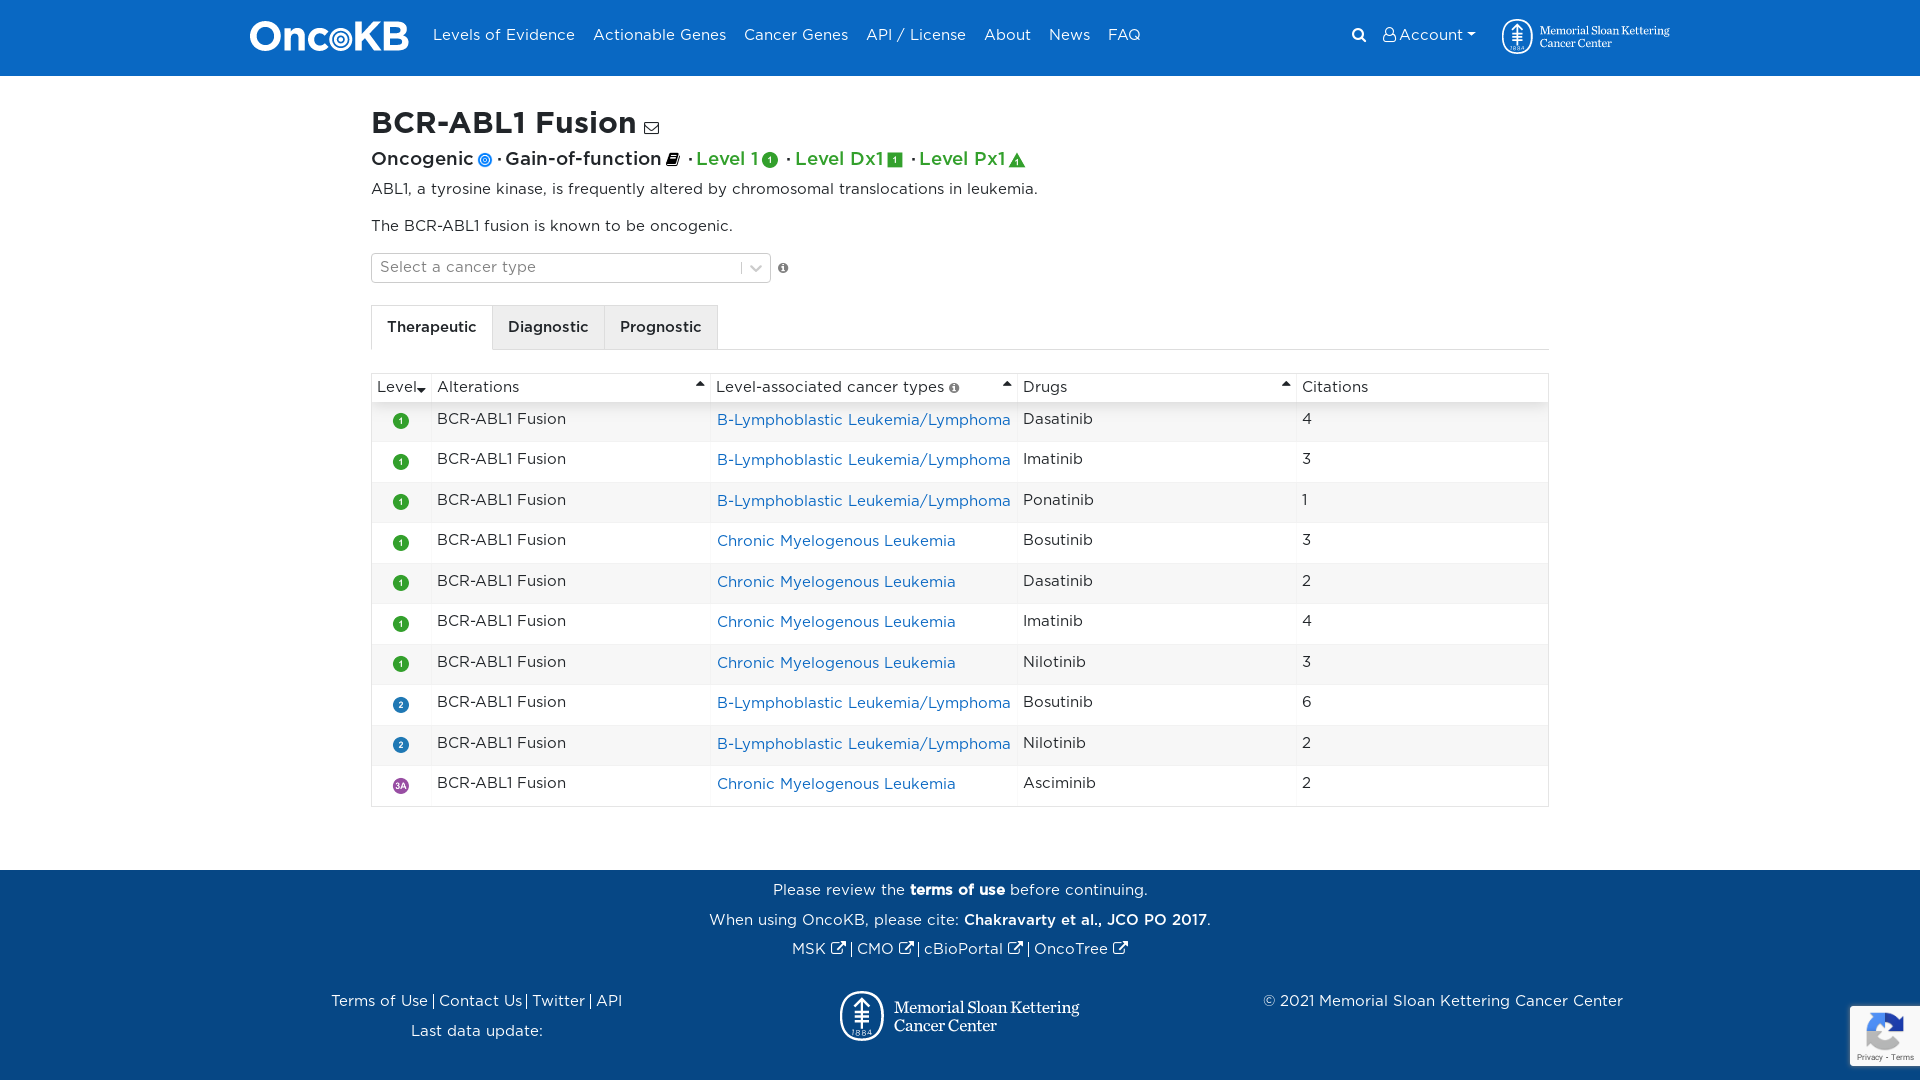 OncoKB Levels of Evidence Actionable Genes Cancer Genes API / License About News FAQ Account Memorial Sloan Kettering
Cancer Center
1884
BCR-ABL1 Fusion
Oncogenic · Gain-of-function · Level 1 1 · Level Dx1 1 · Level Px1 1
ABL1, a tyrosine kinase, is frequently altered by chromosomal translocations in leukemia.
The BCR-ABL1 fusion is known to be oncogenic.
Select a cancer type
Therapeutic Diagnostic Prognostic
Level Alterations Level-associated cancer types Drugs Citations
1 BCR-ABL1 Fusion B-Lymphoblastic Leukemia/Lymphoma Dasatinib 4
1 BCR-ABL1 Fusion B-Lymphoblastic Leukemia/Lymphoma Imatinib 3
1 BCR-ABL1 Fusion B-Lymphoblastic Leukemia/Lymphoma Ponatinib 1
1 BCR-ABL1 Fusion Chronic Myelogenous Leukemia Bosutinib 3
1 BCR-ABL1 Fusion Chronic Myelogenous Leukemia Dasatinib 2
1 BCR-ABL1 Fusion Chronic Myelogenous Leukemia Imatinib 4
1 BCR-ABL1 Fusion Chronic Myelogenous Leukemia Nilotinib 3
2 BCR-ABL1 Fusion B-Lymphoblastic Leukemia/Lymphoma Bosutinib 6
2 BCR-ABL1 Fusion B-Lymphoblastic Leukemia/Lymphoma Nilotinib 2
3A BCR-ABL1 Fusion Chronic Myelogenous Leukemia Asciminib 2
Please review the terms of use before continuing.
When using OncoKB, please cite: Chakravarty et al., JCO PO 2017.
MSK | CMO | cBioPortal | OncoTree
Terms of Use | Contact Us | Twitter | API
Last data update:
Memorial Sloan Kettering
Cancer Center
1884
© 2021 Memorial Sloan Kettering Cancer Center
Privacy - Terms